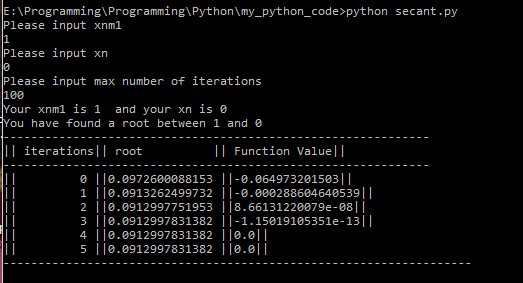 E:\Programming\Programming\Python\my_python_code>python secant.py
Please input xnm1
1
Please input xn
0
Please input max number of iterations
100
Your xnm1 is 1  and your xn is 0
You have found a root between 1 and 0
------------------------------------------------------
|| iterations|| root         || Function Value||
------------------------------------------------------
||        0 ||0.0972600088153 ||-0.064973201503||
||        1 ||0.0913262499732 ||-0.000288604640539||
||        2 ||0.0912997751953 ||8.66131220079e-08||
||        3 ||0.0912997831382 ||-1.15019105351e-13||
||        4 ||0.0912997831382 ||0.0||
||        5 ||0.0912997831382 ||0.0||
------------------------------------------------------------